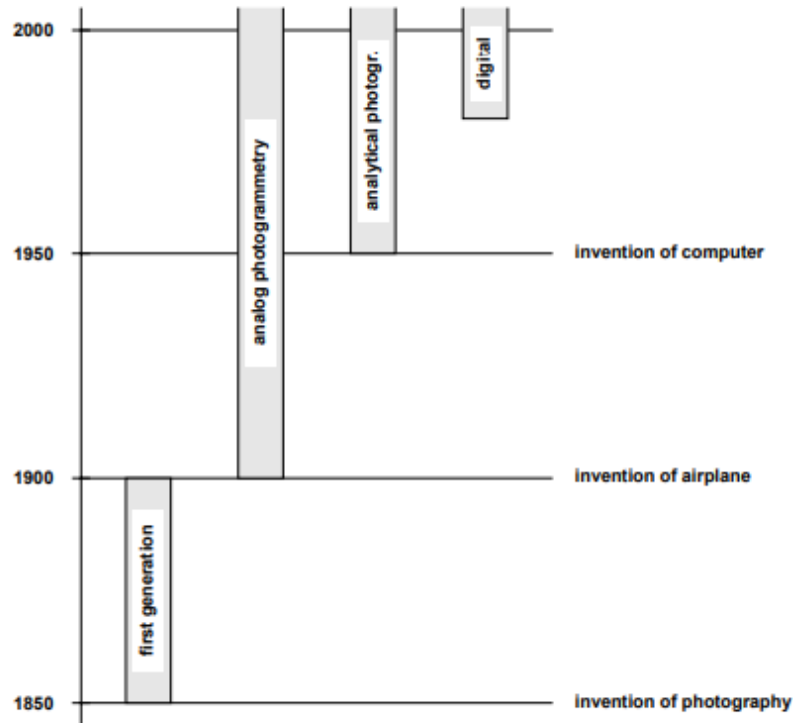 2000
analog photogrammetry
analytical photogr.
digital
1950
invention of computer
1900
invention of airplane
first generation
1850
invention of photography